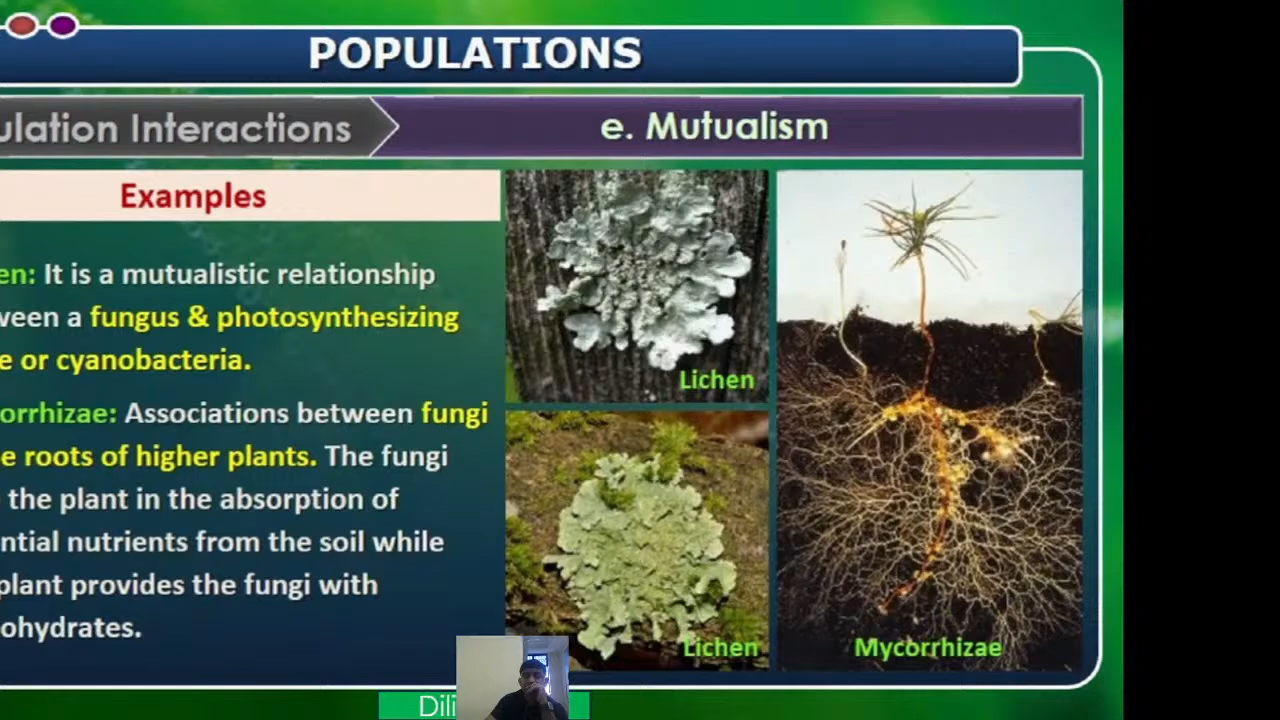 POPULATIONS
ulation Interactions
e. Mutualism
Examples
en: It is a mutualistic relationship
ween a fungus & photosynthesizing
e or cyanobacteria.
orrhizae: Associations between fungi
e roots of higher plants. The fungi
the plant in the absorption of
ntial nutrients from the soil while
plant provides the fungi with
ohydrates.
Lichen
Lichen
Mycorrhizae
Dili